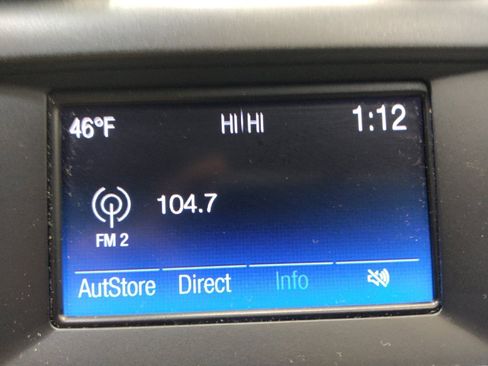 46°F HI HI 1:12
104.7
FM 2
AutStore Direct Info